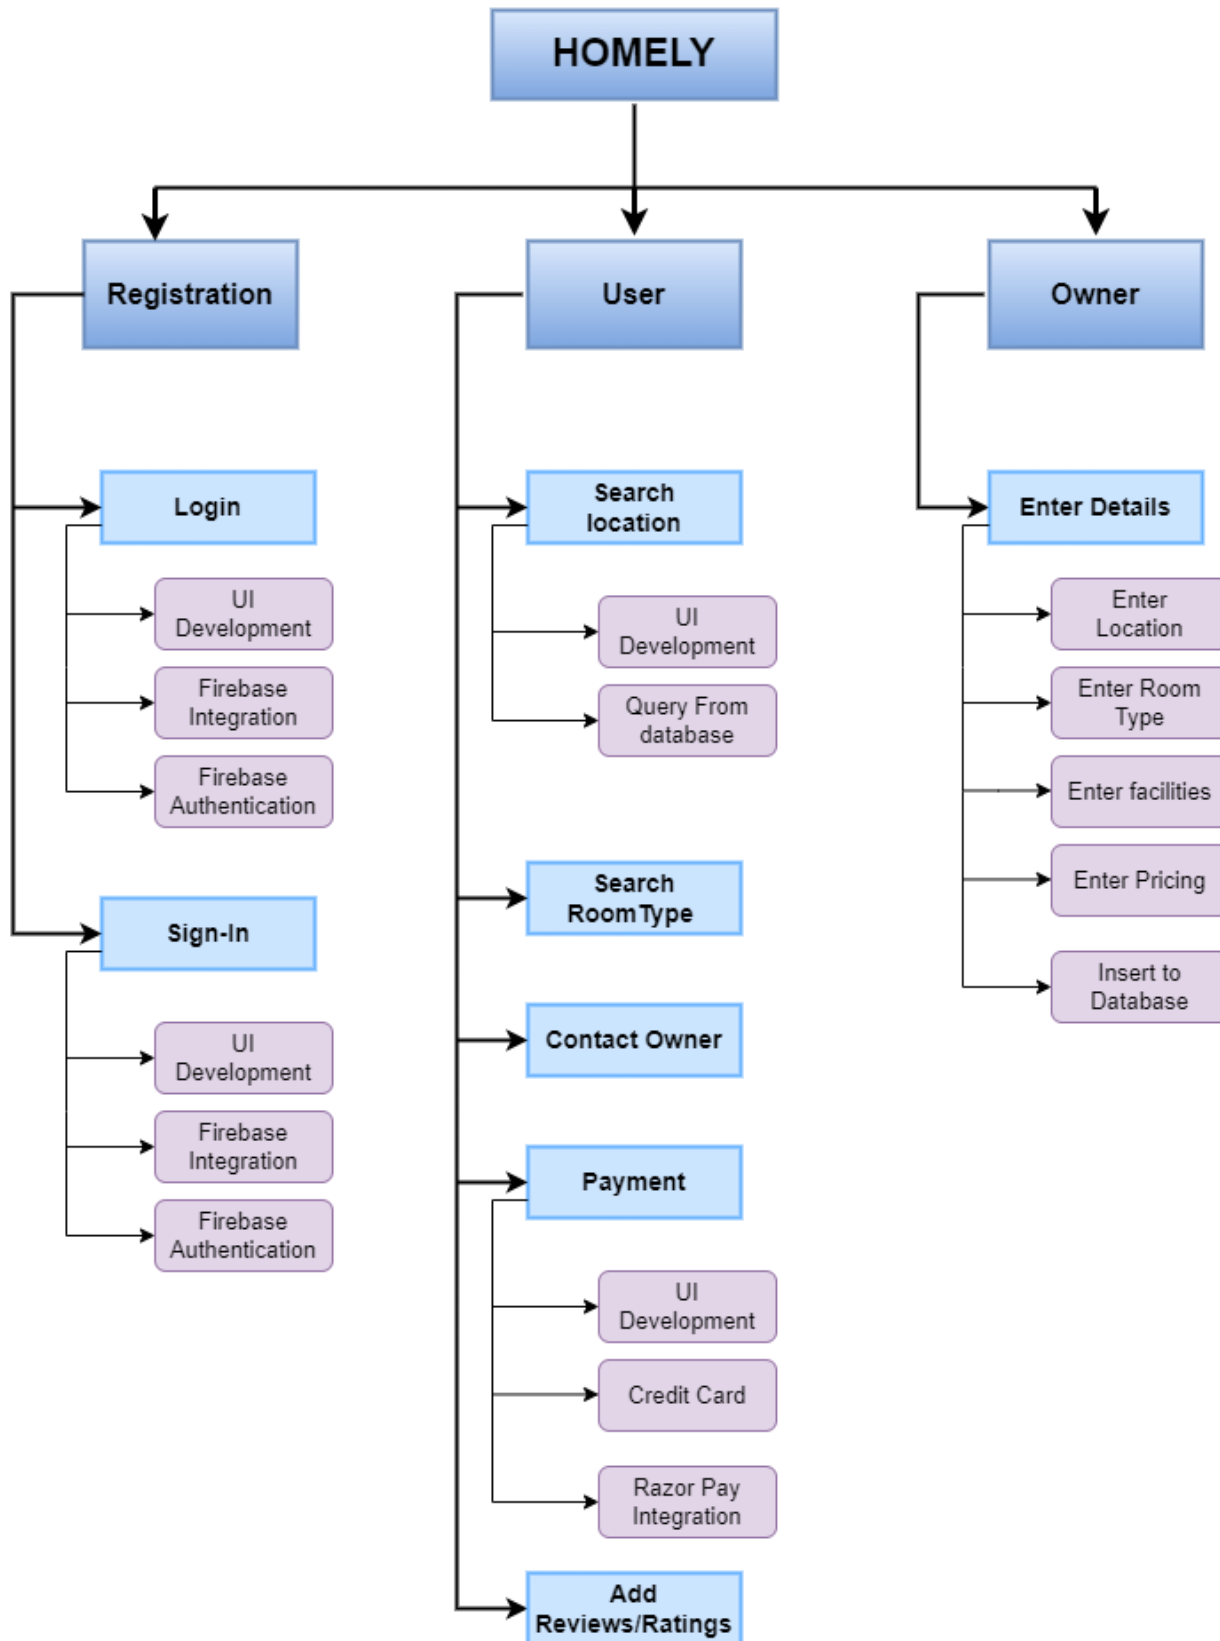 HOMELY
Registration
User
Owner
Login
UI
Development
Firebase
Integration
Firebase
Authentication
Sign-In
UI
Development
Firebase
Integration
Firebase
Authentication
Search
location
UI
Development
Query From
database
Search
RoomType
Contact Owner
Payment
UI
Development
Credit Card
Razor Pay
Integration
Add
Reviews/Ratings
Enter Details
Enter
Location
Enter Room
Type
Enter facilities
Enter Pricing
Insert to
Database